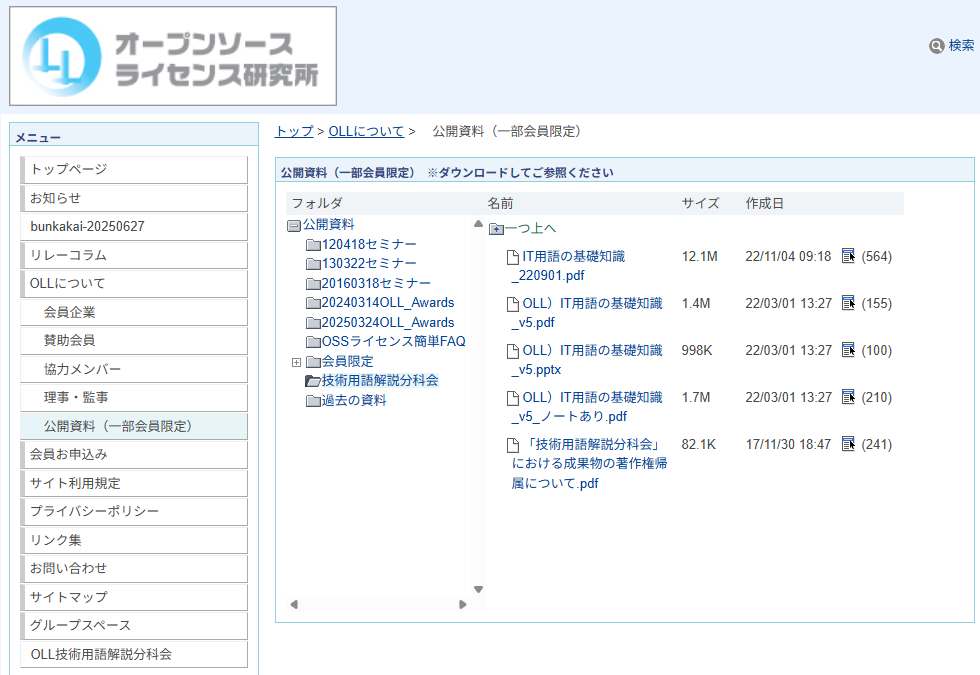 オープンソース
ライセンス研究所
検索
メニュー
トップページ
お知らせ
bunkakai-20250627
リレーコラム
OLLについて
会員企業
賛助会員
協力メンバー
理事・監事
公開資料（一部会員限定）
会員お申込み
サイト利用規定
プライバシーポリシー
リンク集
お問い合わせ
サイトマップ
グループスペース
OLL技術用語解説分科会
トップ > OLLについて > 公開資料（一部会員限定）
公開資料（一部会員限定） ※ダウンロードしてご参照ください
フォルダ
公開資料
120418セミナー
130322セミナー
20160318セミナー
20240314OLL_Awards
20250324OLL_Awards
OSSライセンス簡単FAQ
会員限定
技術用語解説分科会
過去の資料
名前 サイズ 作成日
一つ上へ
IT用語の基礎知識 12.1M 22/11/04 09:18 (564)
_220901.pdf
OLL）IT用語の基礎知識 1.4M 22/03/01 13:27 (155)
_v5.pdf
OLL）IT用語の基礎知識 998K 22/03/01 13:27 (100)
_v5.pptx
OLL）IT用語の基礎知識 1.7M 22/03/01 13:27 (210)
_v5_ノートあり.pdf
「技術用語解説分科会」 82.1K 17/11/30 18:47 (241)
における成果物の著作権帰
属について.pdf